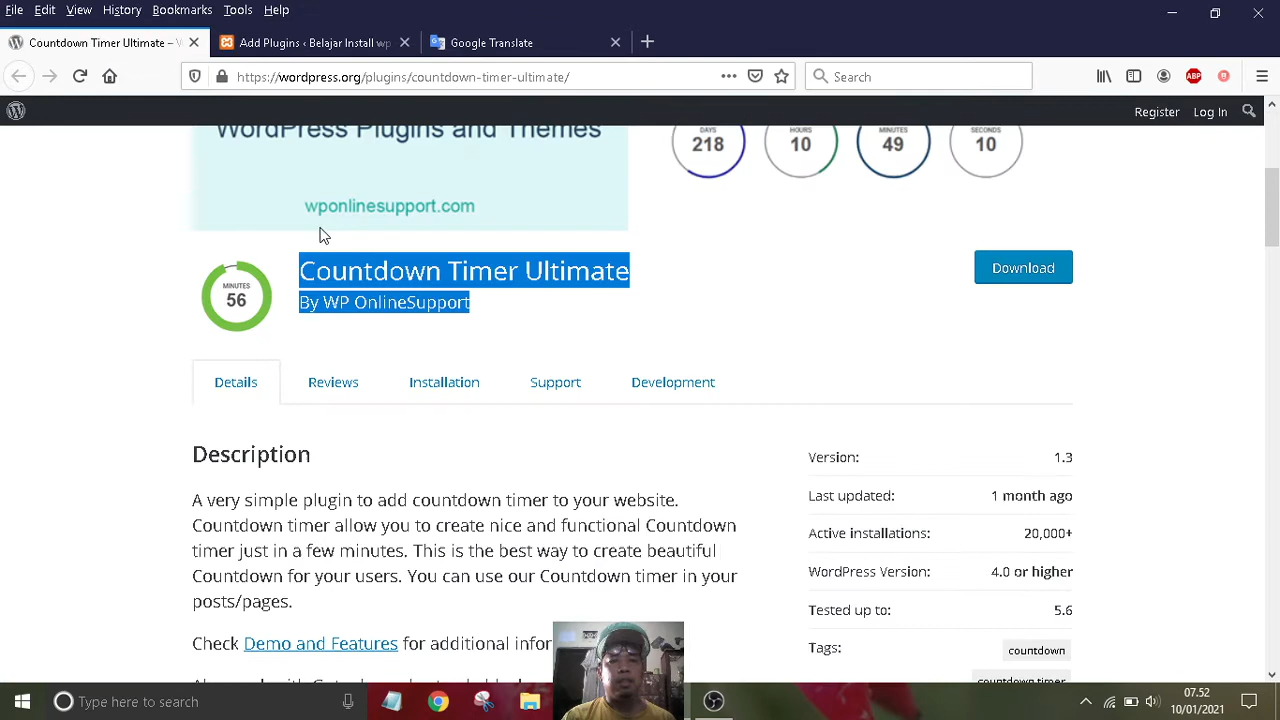 File Edit View History Bookmarks Tools Help
Countdown Timer Ultimate – V
Add Plugins ‹ Belajar Install wp
Google Translate
https://wordpress.org/plugins/countdown-timer-ultimate/
Search
ABP
Register Log In
WordPress Plugins and Themes
wponlinesupport.com
DAYS
218
HOURS
10
MINUTES
49
SECONDS
10
MINUTES
56
Countdown Timer Ultimate
By WP OnlineSupport
Download
Details Reviews Installation Support Development
Description
A very simple plugin to add countdown timer to your website.
Countdown timer allow you to create nice and functional Countdown
timer just in a few minutes. This is the best way to create beautiful
Countdown for your users. You can use our Countdown timer in your
posts/pages.
Check Demo and Features for additional infor
Version: 1.3
Last updated: 1 month ago
Active installations: 20,000+
WordPress Version: 4.0 or higher
Tested up to: 5.6
Tags: countdown
countdown timer
Type here to search
07.52
10/01/2021